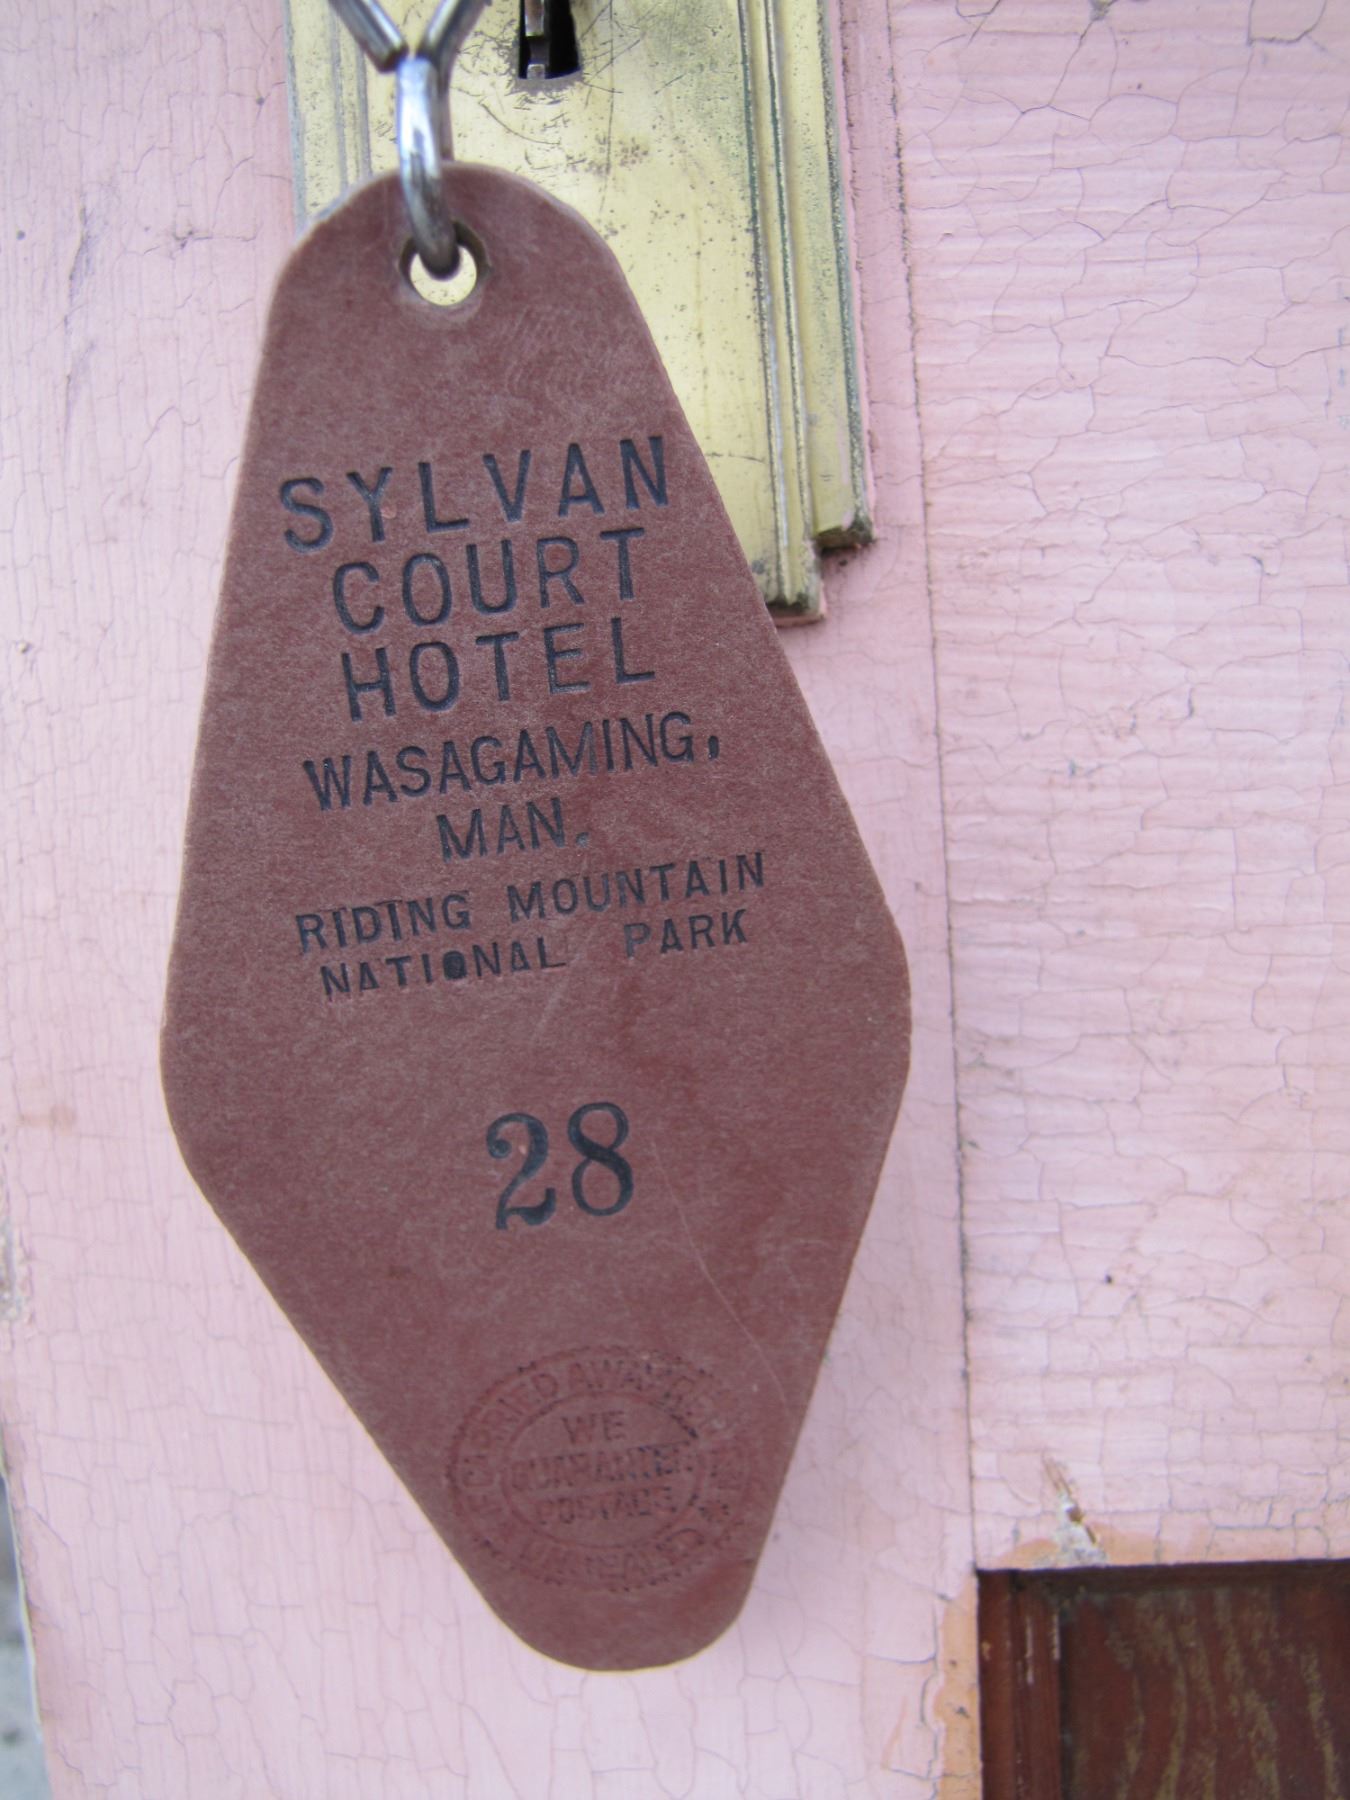 SYLVAN
COURT
HOTEL
WASAGAMING,
MAN.
RIDING MOUNTAIN
NATIONAL PARK
28
WE
GUARANTEE
POSTAGE